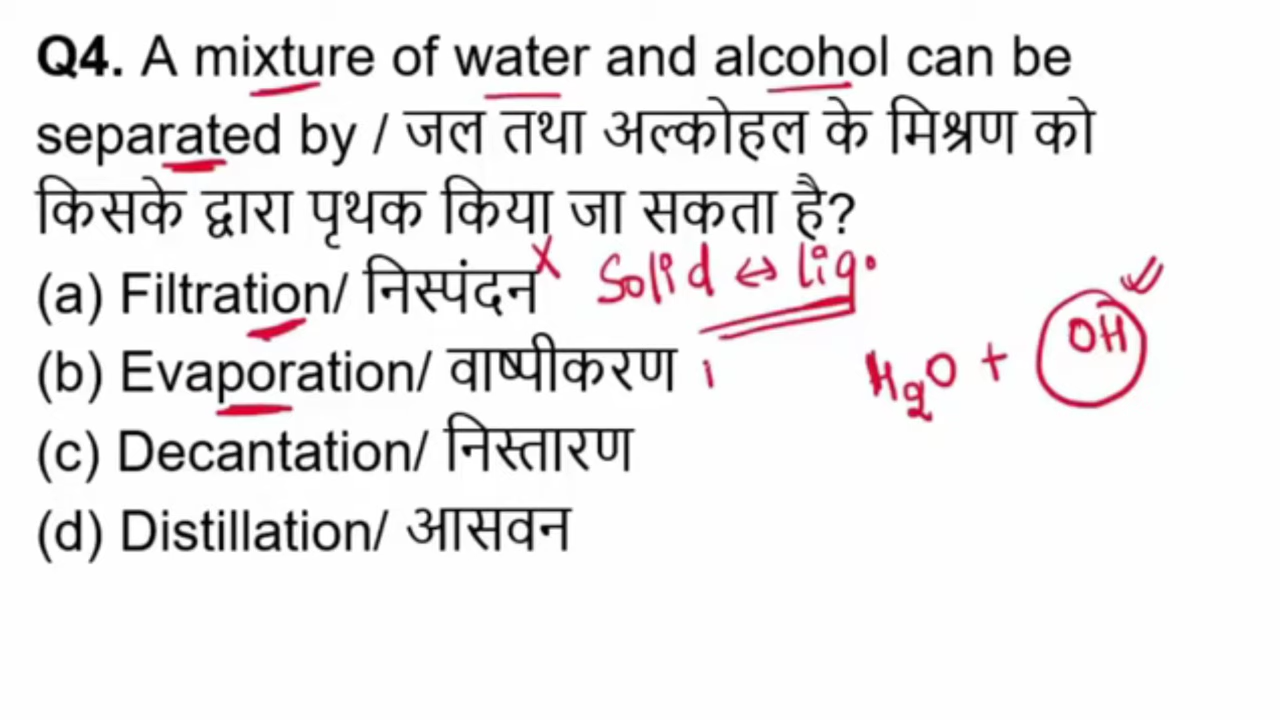 Q4. A mixture of water and alcohol can be
separated by / जल तथा अल्कोहल के मिश्रण को
किसके द्वारा पृथक किया जा सकता है?
(a) Filtration/ निस्पंदन x Solid ↔ liq.
(b) Evaporation/ वाष्पीकरण H2O + OH
(c) Decantation/ निस्तारण
(d) Distillation/ आसवन